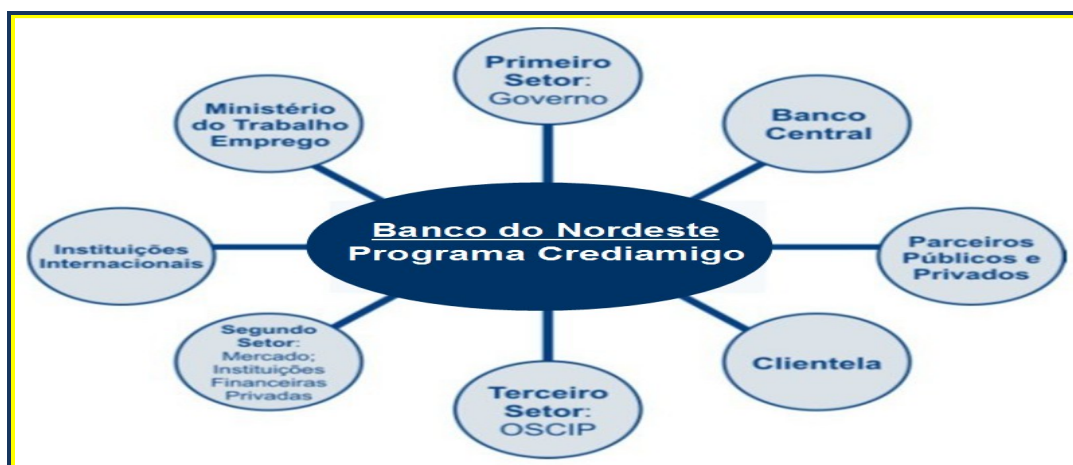 Primeiro
Setor:
Governo
Ministério
do Trabalho
Emprego
Banco
Central
Banco do Nordeste
Programa Crediamigo
Instituições
Internacionais
Parceiros
Públicos e
Privados
Segundo
Setor:
Mercado;
Instituições
Financeiras
Privadas
Terceiro
Setor:
OSCIP
Clientela